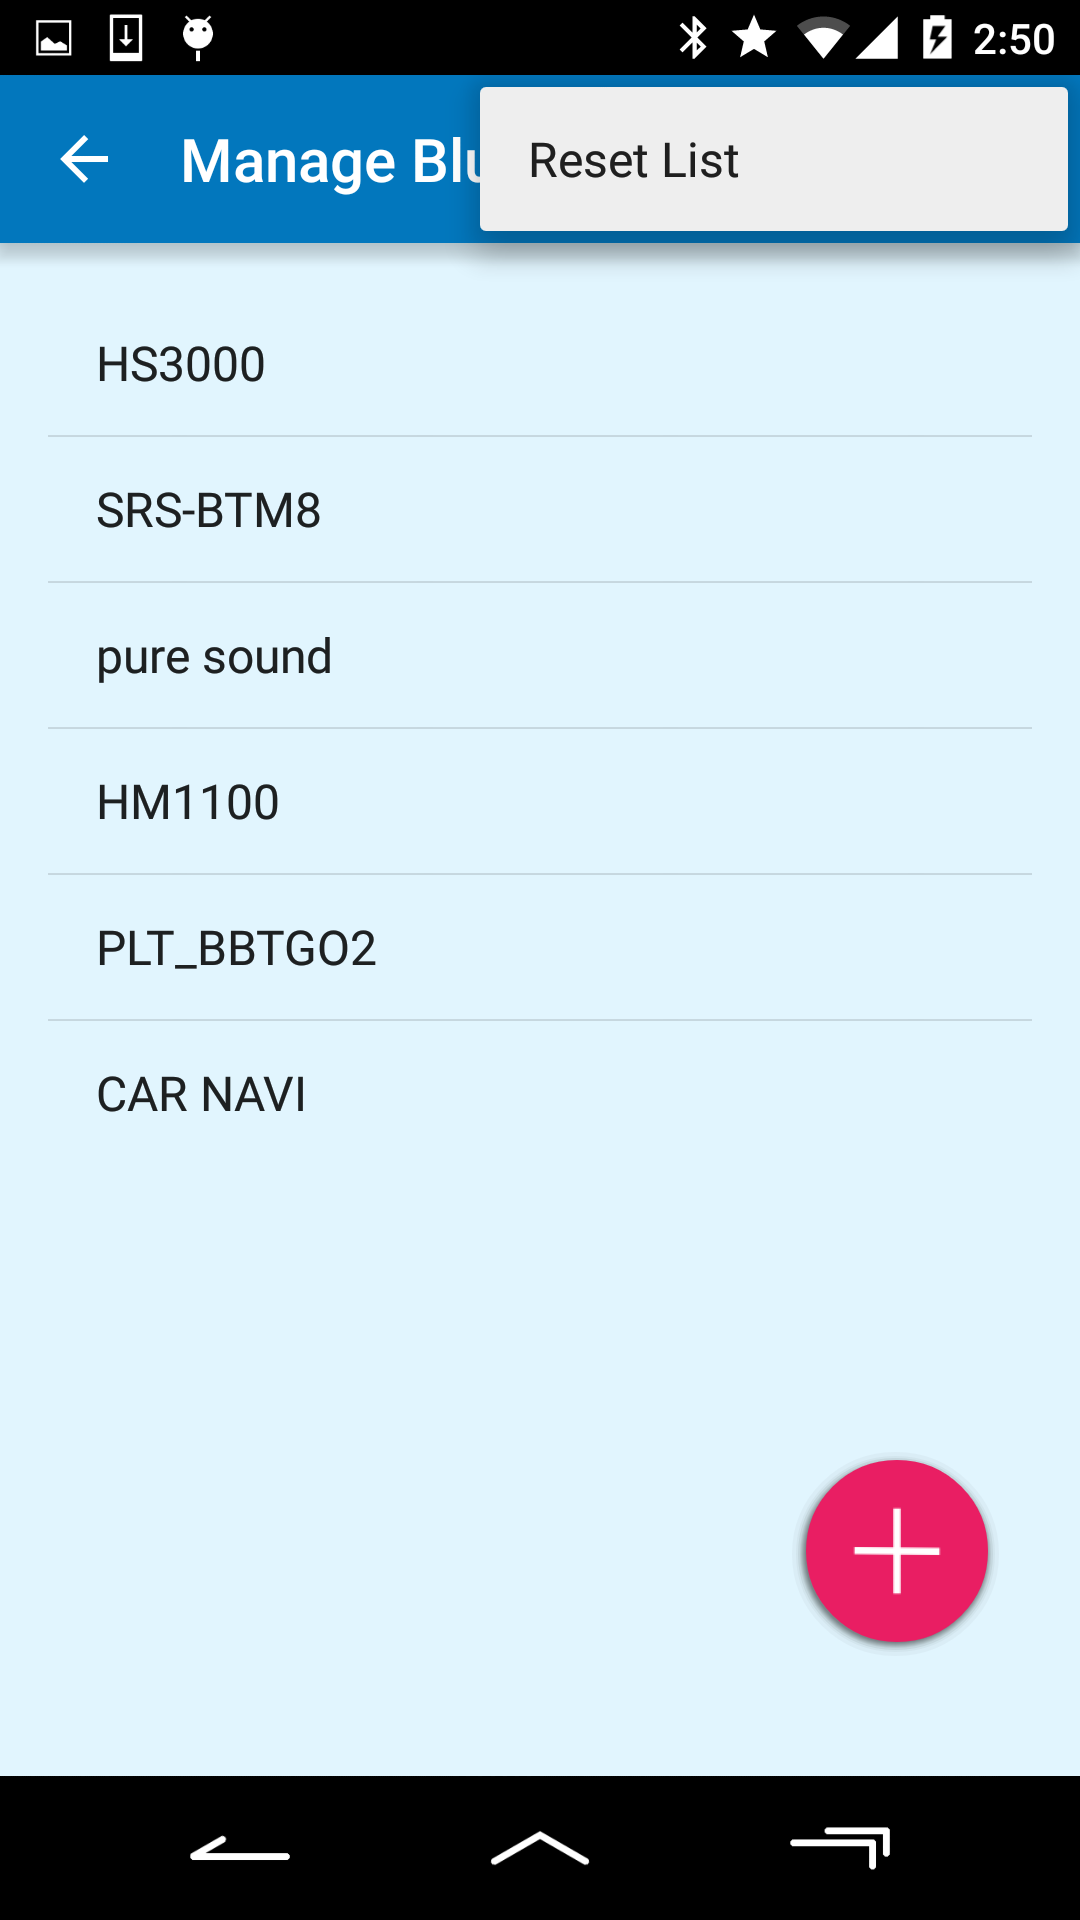 2:50
Manage Blu
Reset List
HS3000
SRS-BTM8
pure sound
HM1100
PLT_BBTGO2
CAR NAVI